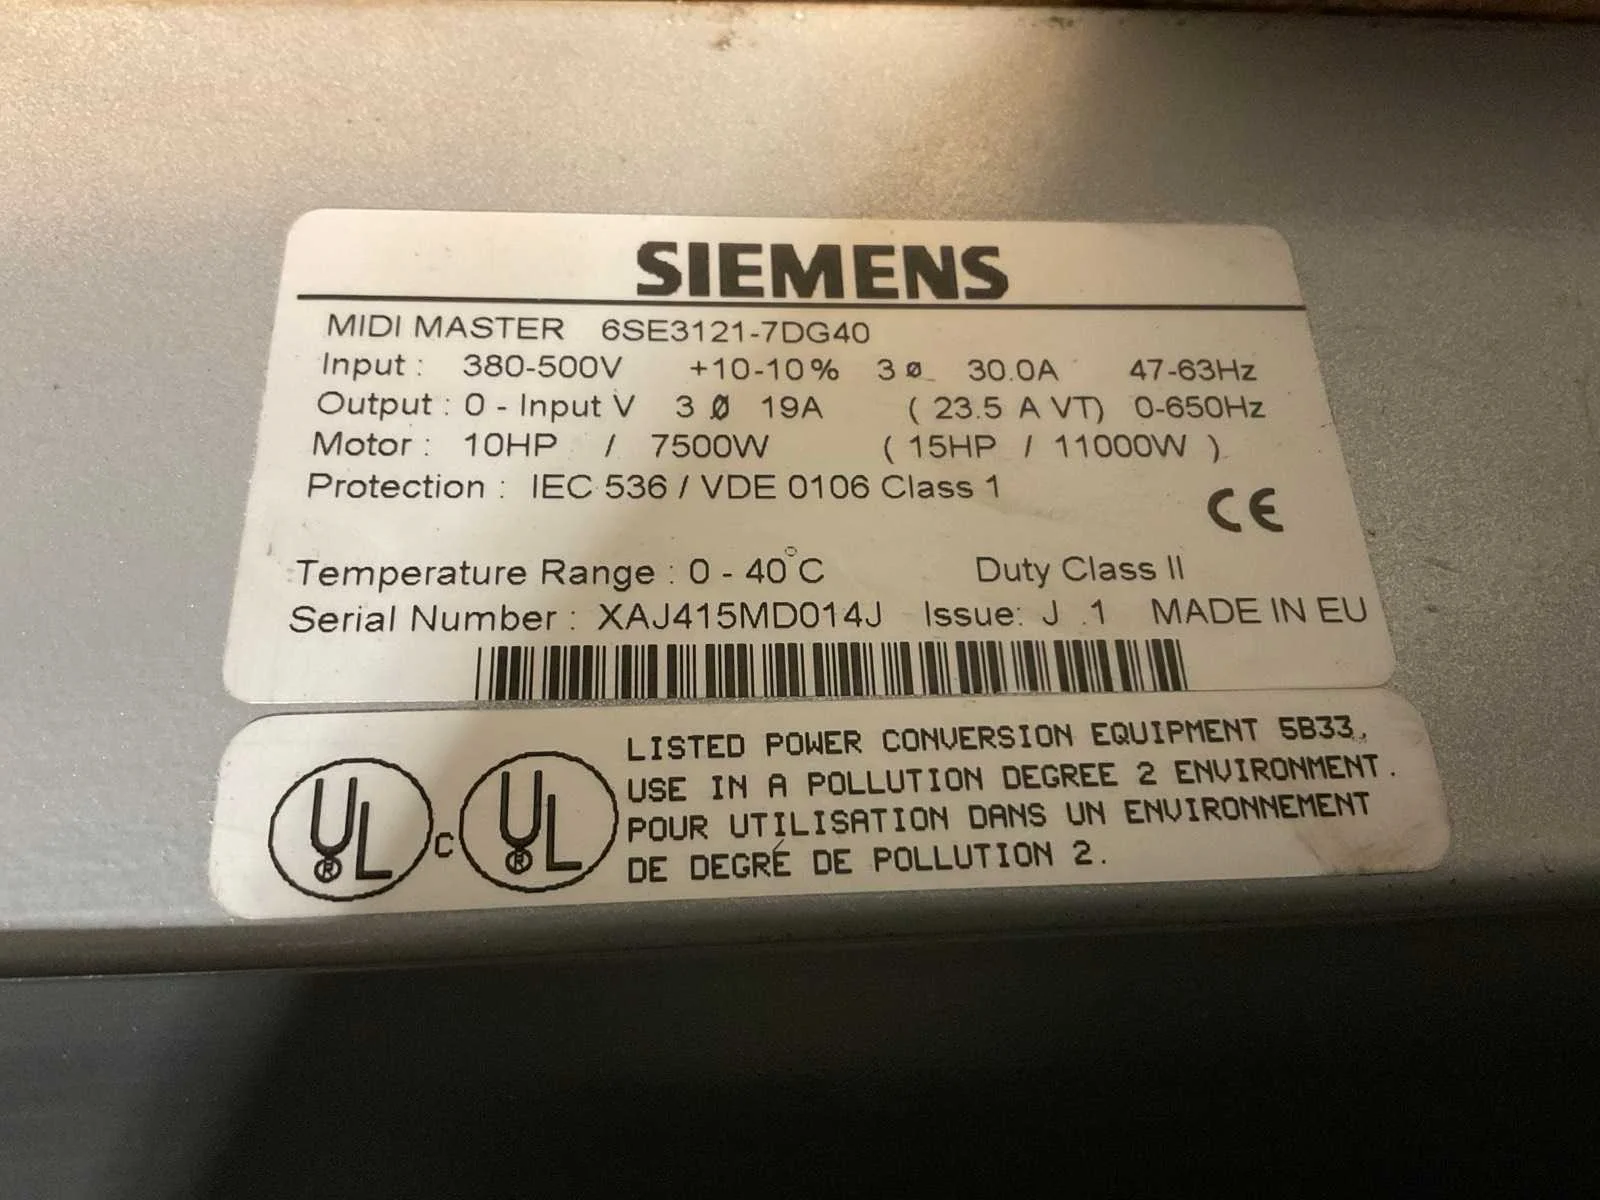 SIEMENS
MIDI MASTER 6SE3121-7DG40
Input : 380-500V +10-10% 3 ø 30.0A 47-63Hz
Output : 0 - Input V 3 Ø 19A ( 23.5 A VT) 0-650Hz
Motor : 10HP / 7500W ( 15HP / 11000W )
Protection : IEC 536 / VDE 0106 Class 1
CE
Temperature Range : 0 - 40°C Duty Class II
Serial Number : XAJ415MD014J Issue: J .1 MADE IN EU
LISTED POWER CONVERSION EQUIPMENT 5B33,
USE IN A POLLUTION DEGREE 2 ENVIRONMENT.
POUR UTILISATION DANS UN ENVIRONNEMENT
DE DEGRÉ DE POLLUTION 2.
UL® c UL®